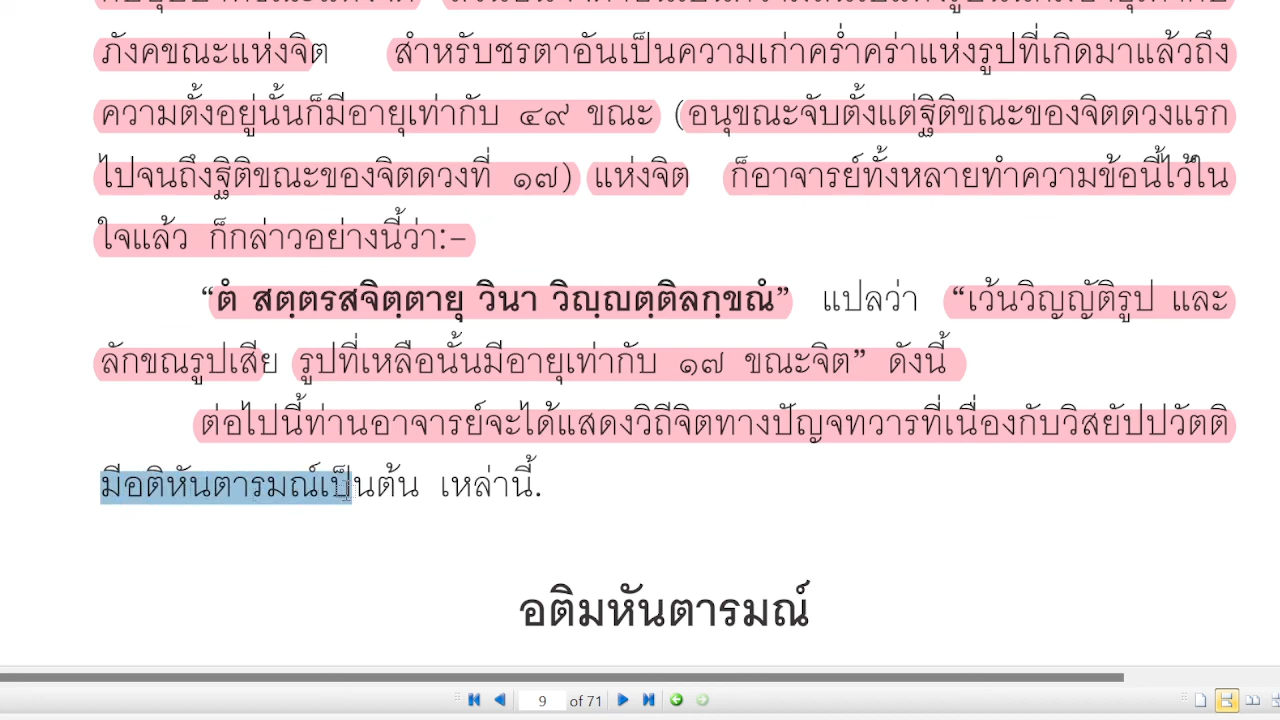 ภังคขณะแห่งจิต สำหรับชรตาอันเป็นความเก่าคร่ำคร่าแห่งรูปที่เกิดมาแล้วถึง
ความตั้งอยู่นั้นก็มีอายุเท่ากับ ๔๙ ขณะ (อนุขณะจับตั้งแต่ฐิติขณะของจิตดวงแรก
ไปจนถึงฐิติขณะของจิตดวงที่ ๑๗) แห่งจิต ก็อาจารย์ทั้งหลายทำความข้อนี้ไว้ใน
ใจแล้ว ก็กล่าวอย่างนี้ว่า:–
“ตํ สตฺตรสจิตฺตายุ วินา วิญฺญตฺติลกฺขณํ” แปลว่า “เว้นวิญญัติรูป และ
ลักขณรูปเสีย รูปที่เหลือนั้นมีอายุเท่ากับ ๑๗ ขณะจิต” ดังนี้
ต่อไปนี้ท่านอาจารย์จะได้แสดงวิถีจิตทางปัญจทวารที่เนื่องกับวิสยัปปวัตติ
มีอติหันตารมณ์เป็นต้น เหล่านี้.
อติมหันตารมณ์
9 of 71